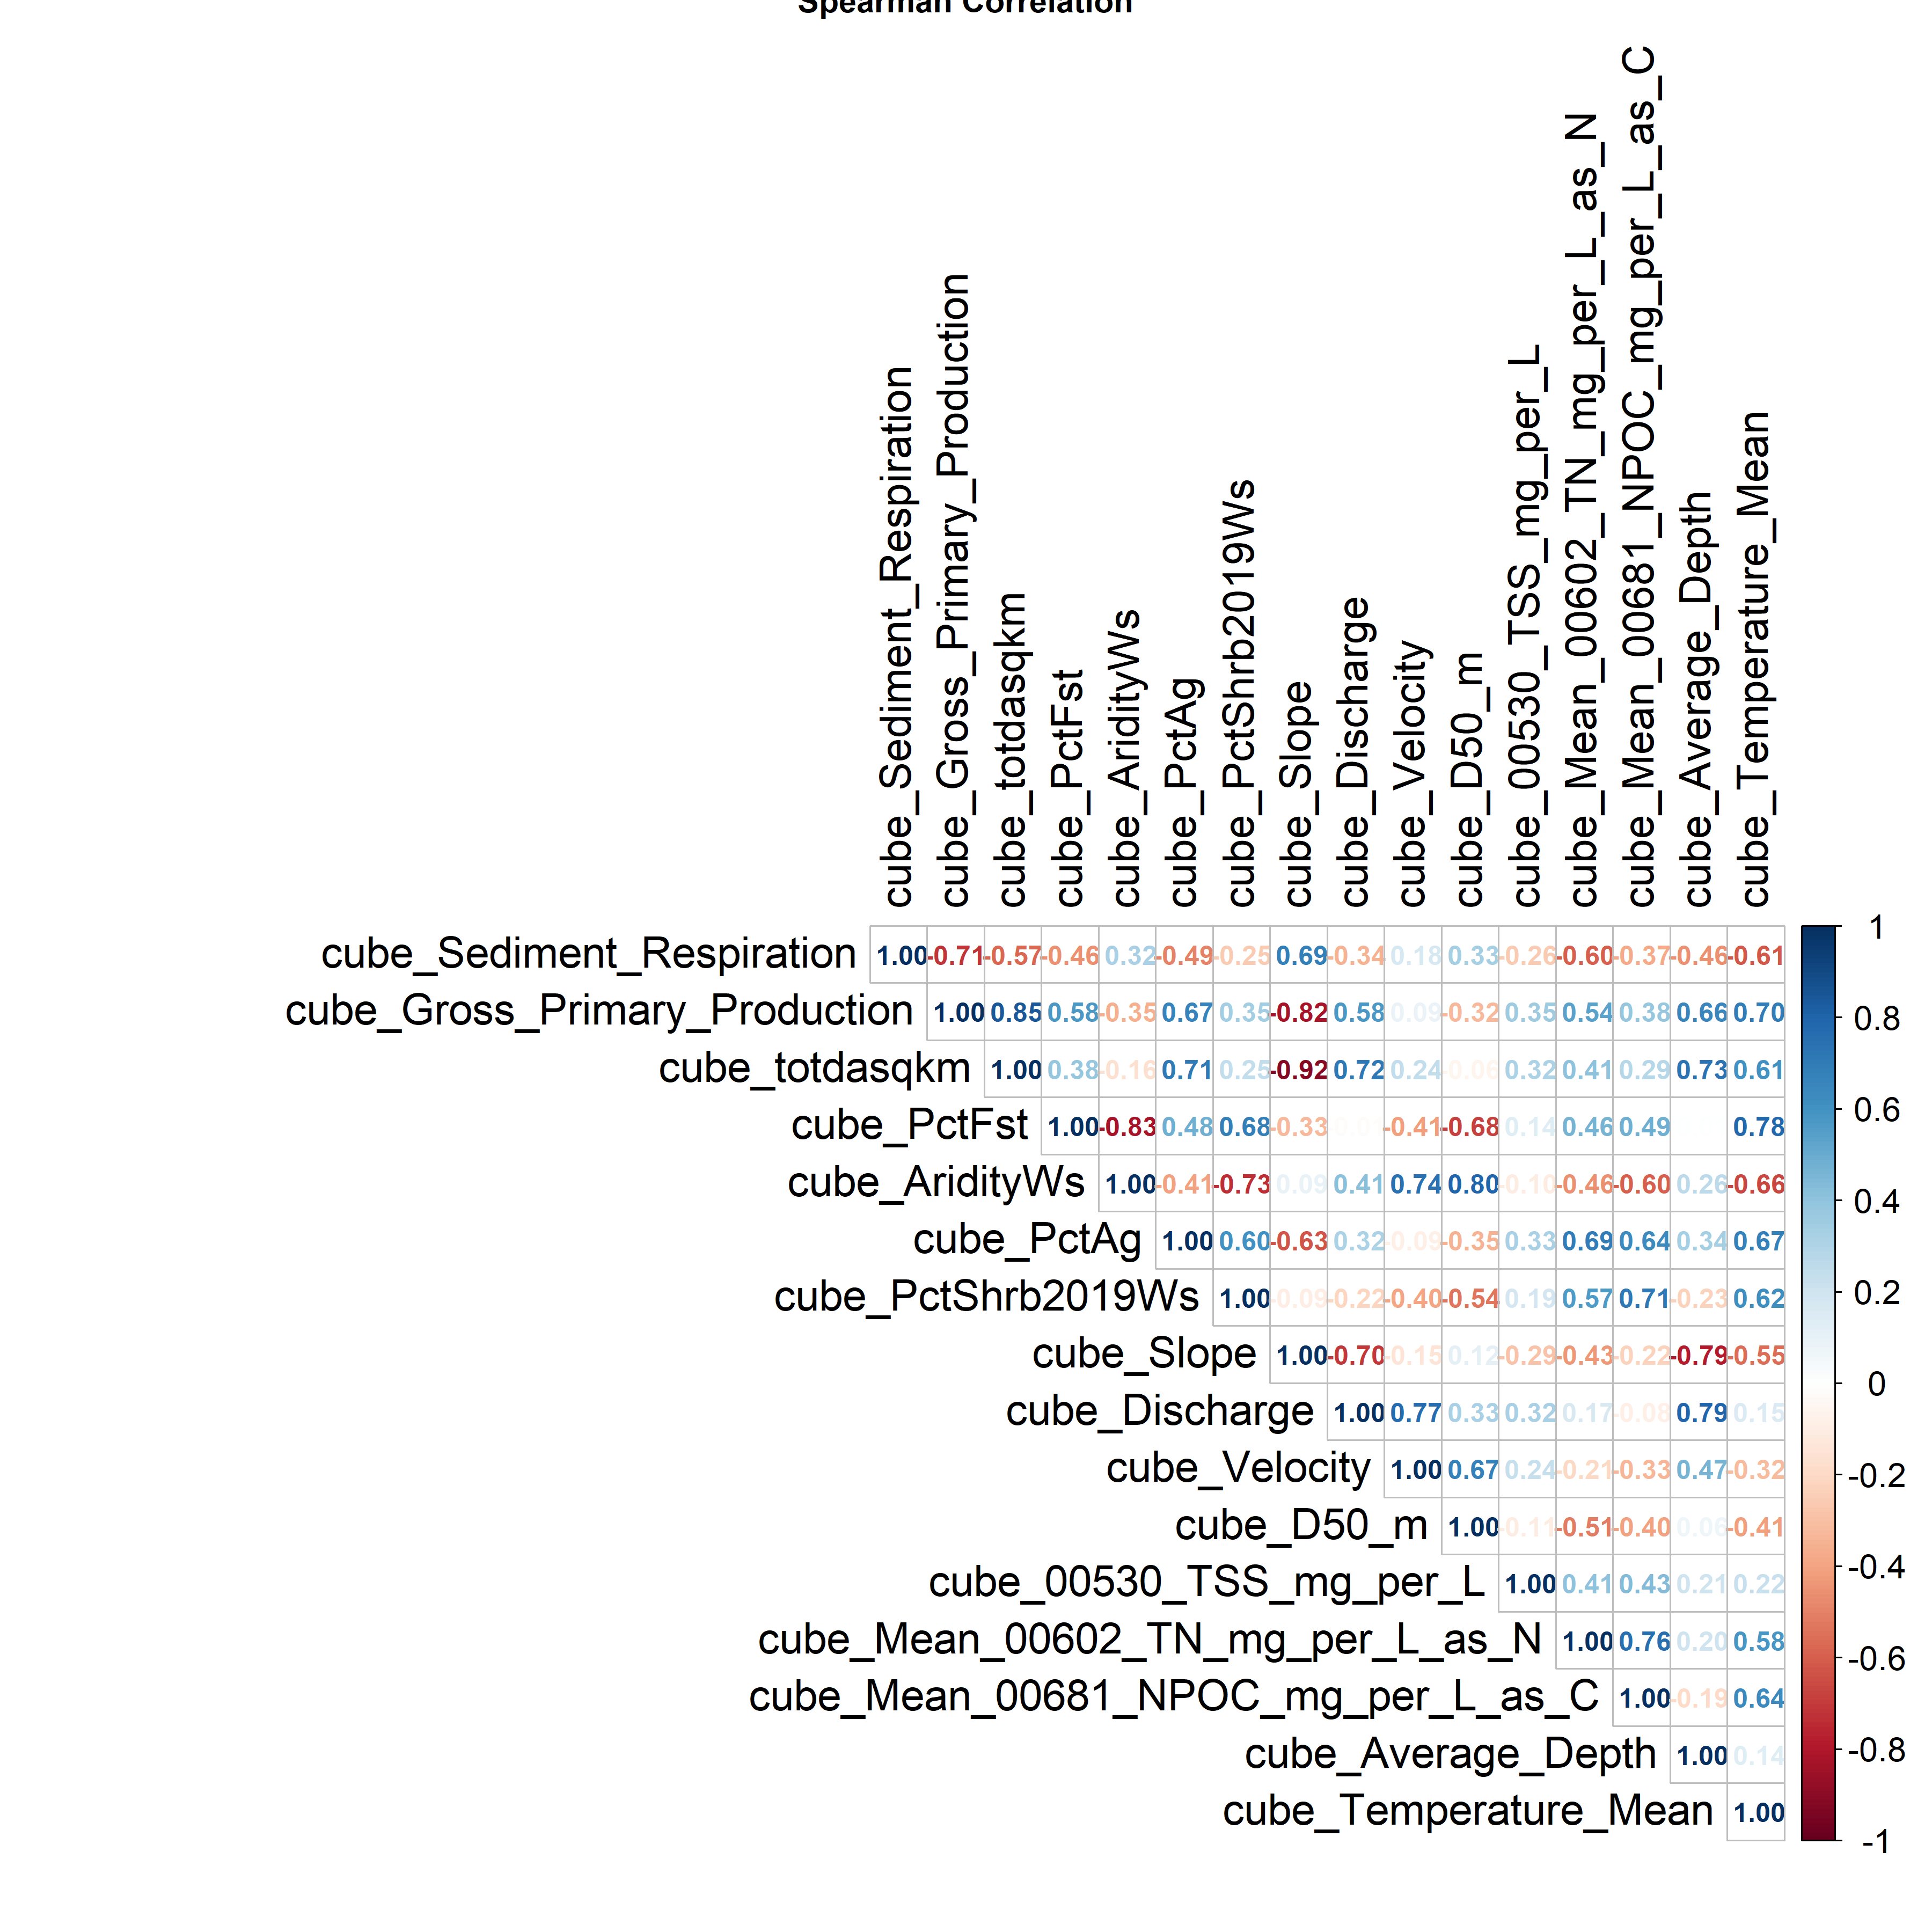 Spearman Correlation
cube_Sediment_Respiration
cube_Gross_Primary_Production
cube_totdasqkm
cube_PctFst
cube_AridityWs
cube_PctAg
cube_PctShrb2019Ws
cube_Slope
cube_Discharge
cube_Velocity
cube_D50_m
cube_00530_TSS_mg_per_L
cube_Mean_00602_TN_mg_per_L_as_N
cube_Mean_00681_NPOC_mg_per_L_as_C
cube_Average_Depth
cube_Temperature_Mean
cube_Sediment_Respiration 1.00 -0.71 -0.57 -0.46 0.32 -0.49 -0.25 0.69 -0.34 0.18 0.33 -0.26 -0.60 -0.37 -0.46 -0.61
cube_Gross_Primary_Production 1.00 0.85 0.58 -0.35 0.67 0.35 -0.82 0.58 0.09 -0.32 0.35 0.54 0.38 0.66 0.70
cube_totdasqkm 1.00 0.38 -0.16 0.71 0.25 -0.92 0.72 0.24 -0.06 0.32 0.41 0.29 0.73 0.61
cube_PctFst 1.00 -0.83 0.48 0.68 -0.33 -0.41 -0.68 0.14 0.46 0.49 0.78
cube_AridityWs 1.00 -0.41 -0.73 0.09 0.41 0.74 0.80 -0.10 -0.46 -0.60 0.26 -0.66
cube_PctAg 1.00 0.60 -0.63 0.32 -0.09 -0.35 0.33 0.69 0.64 0.34 0.67
cube_PctShrb2019Ws 1.00 -0.09 -0.22 -0.40 -0.54 0.19 0.57 0.71 -0.23 0.62
cube_Slope 1.00 -0.70 -0.15 0.12 -0.29 -0.43 -0.22 -0.79 -0.55
cube_Discharge 1.00 0.77 0.33 0.32 0.17 -0.08 0.79 0.15
cube_Velocity 1.00 0.67 0.24 -0.21 -0.33 0.47 -0.32
cube_D50_m 1.00 -0.11 -0.51 -0.40 0.06 -0.41
cube_00530_TSS_mg_per_L 1.00 0.41 0.43 0.21 0.22
cube_Mean_00602_TN_mg_per_L_as_N 1.00 0.76 0.20 0.58
cube_Mean_00681_NPOC_mg_per_L_as_C 1.00 -0.19 0.64
cube_Average_Depth 1.00 0.14
cube_Temperature_Mean 1.00
1
0.8
0.6
0.4
0.2
0
-0.2
-0.4
-0.6
-0.8
-1